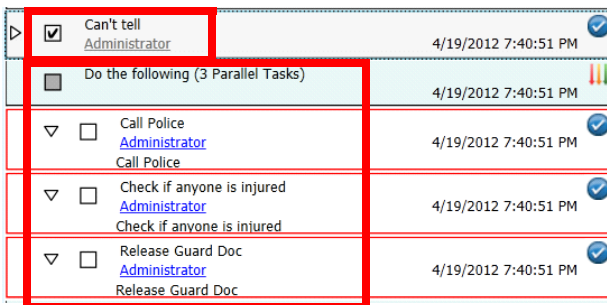 Can't tell
Administrator
4/19/2012 7:40:51 PM
Do the following (3 Parallel Tasks)
4/19/2012 7:40:51 PM
Call Police
Administrator
4/19/2012 7:40:51 PM
Call Police
Check if anyone is injured
Administrator
4/19/2012 7:40:51 PM
Check if anyone is injured
Release Guard Doc
Administrator
4/19/2012 7:40:51 PM
Release Guard Doc